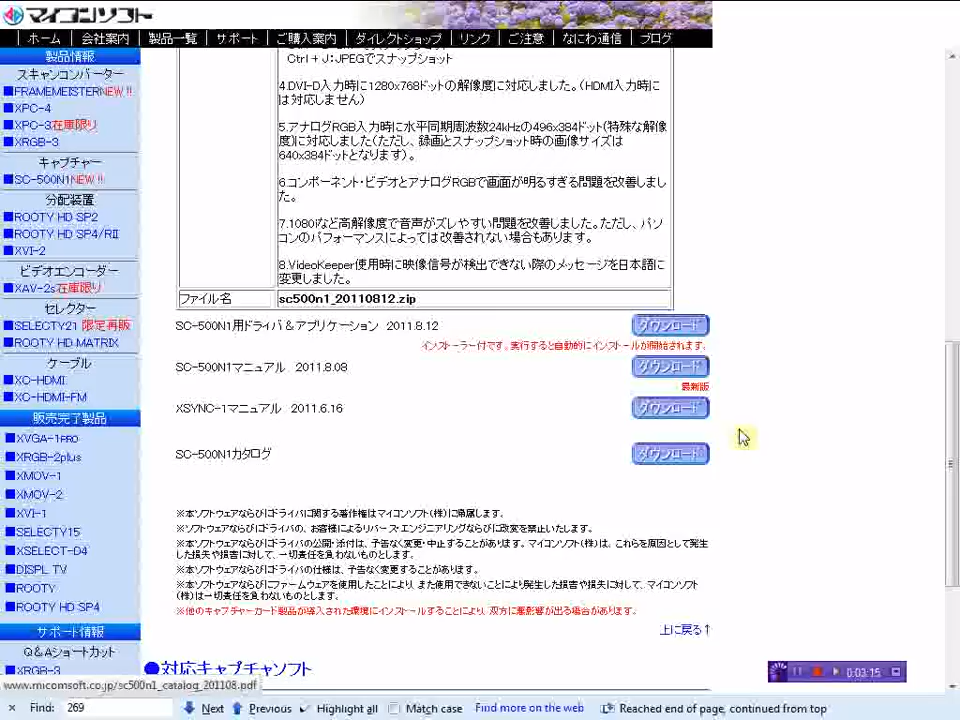 マイコンソフト
ホーム | 会社案内 | 製品一覧 | サポート | ご購入案内 | ダイレクトショップ | リンク | ご注意 | なにわ通信 | ブログ
製品情報
スキャンコンバーター
■FRAMEMEISTERNEW !!
■XPC-4
■XPC-3在庫限り
■XRGB-3
キャプチャー
■SC-500N1NEW !!
分配装置
■ROOTY HD SP2
■ROOTY HD SP4/RII
■XVI-2
ビデオエンコーダー
■XAV-2s在庫限り
セレクター
■SELECTY21 限定再販
■ROOTY HD MATRIX
ケーブル
■XC-HDMI
■XC-HDMI-FM
販売完了製品
■XVGA-1PRO
■XRGB-2plus
■XMOV-1
■XMOV-2
■XVI-1
■SELECTY15
■XSELECT-D4
■DISPL TV
■ROOTY
■ROOTY HD SP4
サポート情報
Q&Aショートカット
■XRGB-3
Ctrl + J:JPEGでスナップショット
4.DVI-D入力時に1280x768ドットの解像度に対応しました。(HDMI入力時に
は対応しません)
5.アナログRGB入力時に水平同期周波数24kHzの496x384ドット(特殊な解像
度)に対応しました(ただし、録画とスナップショット時の画像サイズは
640x384ドットとなります)。
6.コンポーネント・ビデオとアナログRGBで画面が明るすぎる問題を改善しまし
た。
7.1080iなど高解像度で音声がズレやすい問題を改善しました。ただし、パソ
コンのパフォーマンスによっては改善されない場合もあります。
8.VideoKeeper使用時に映像信号が検出できない際のメッセージを日本語に
変更しました。
ファイル名 sc500n1_20110812.zip
SC-500N1用ドライバ&アプリケーション 2011.8.12 ダウンロード
インストーラー付です。実行すると自動的にインストールが開始されます。
SC-500N1マニュアル 2011.8.08 ダウンロード
最新版
XSYNC-1マニュアル 2011.6.16 ダウンロード
SC-500N1カタログ ダウンロード
※本ソフトウェアならびにドライバに関する著作権はマイコンソフト(株)に帰属します。
※ソフトウェアならびにドライバの、お客様によるリバース・エンジニアリングならびに改変を禁止いたします。
※本ソフトウェアならびにドライバの公開・添付は、予告なく変更・中止することがあります。マイコンソフト(株)は、これらを原因として発生
した損失や損害に対して、一切責任を負わないものとします。
※本ソフトウェアならびにドライバの仕様は、予告なく変更することがあります。
※本ソフトウェアならびにファームウェアを使用したことにより、また使用できないことにより発生した損害や損失に対して、マイコンソフト
(株)は一切責任を負わないものとします。
※他のキャプチャーカード製品が導入された環境にインストールすることにより、双方に悪影響が出る場合があります。
上に戻る↑
●対応キャプチャソフト
0:03:15
www.micomsoft.co.jp/sc500n1_catalog_201108.pdf
× Find: 269 Next Previous Highlight all Match case Find more on the web Reached end of page, continued from top